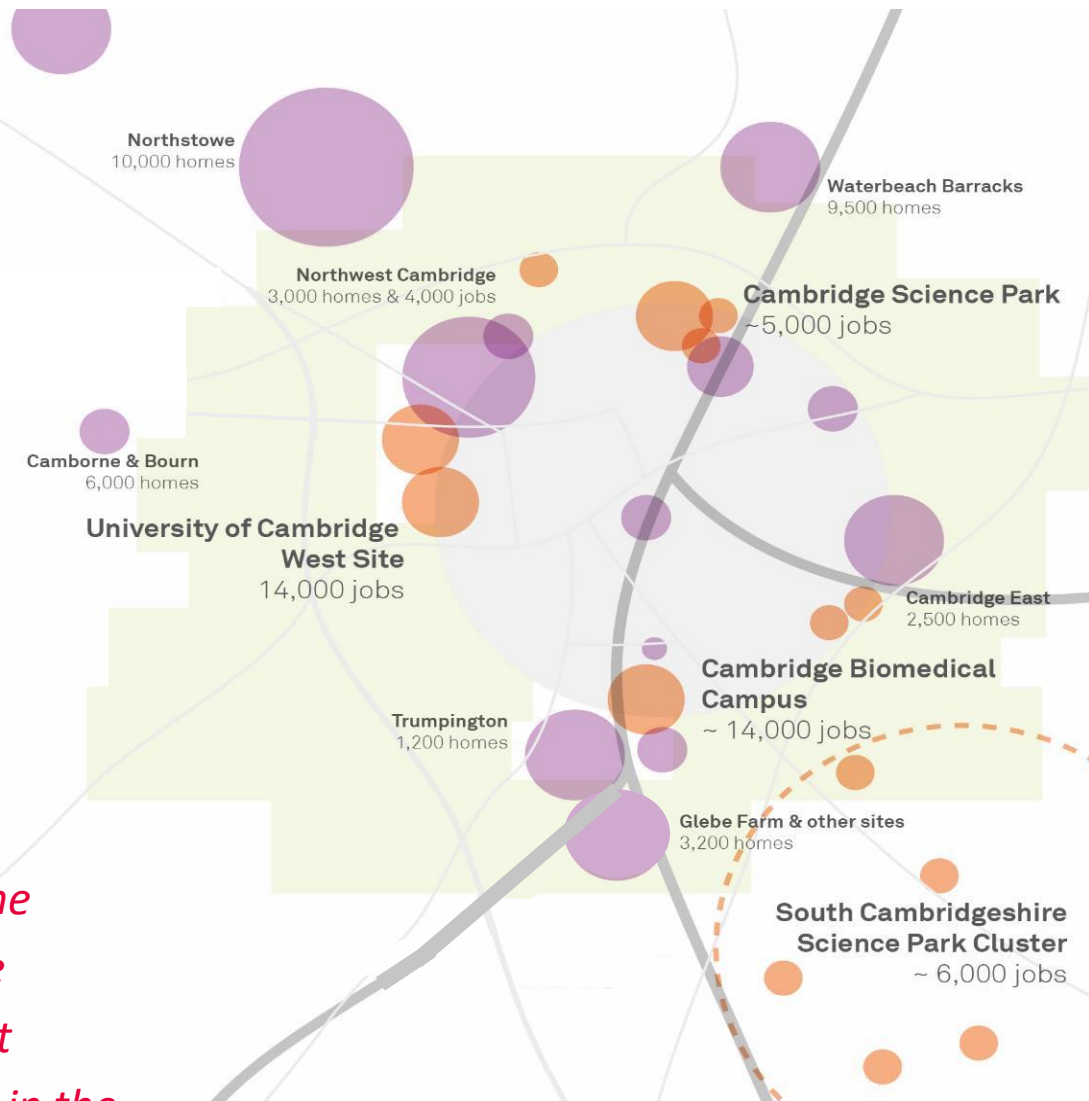 Northstowe
10,000 homes
Waterbeach Barracks
9,500 homes
Northwest Cambridge
3,000 homes & 4,000 jobs
Cambridge Science Park
~5,000 jobs
Camborne & Bourn
6,000 homes
University of Cambridge
West Site
14,000 jobs
Cambridge East
2,500 homes
Cambridge Biomedical
Campus
~ 14,000 jobs
Trumpington
1,200 homes
Glebe Farm & other sites
3,200 homes
South Cambridgeshire
Science Park Cluster
~ 6,000 jobs
in the